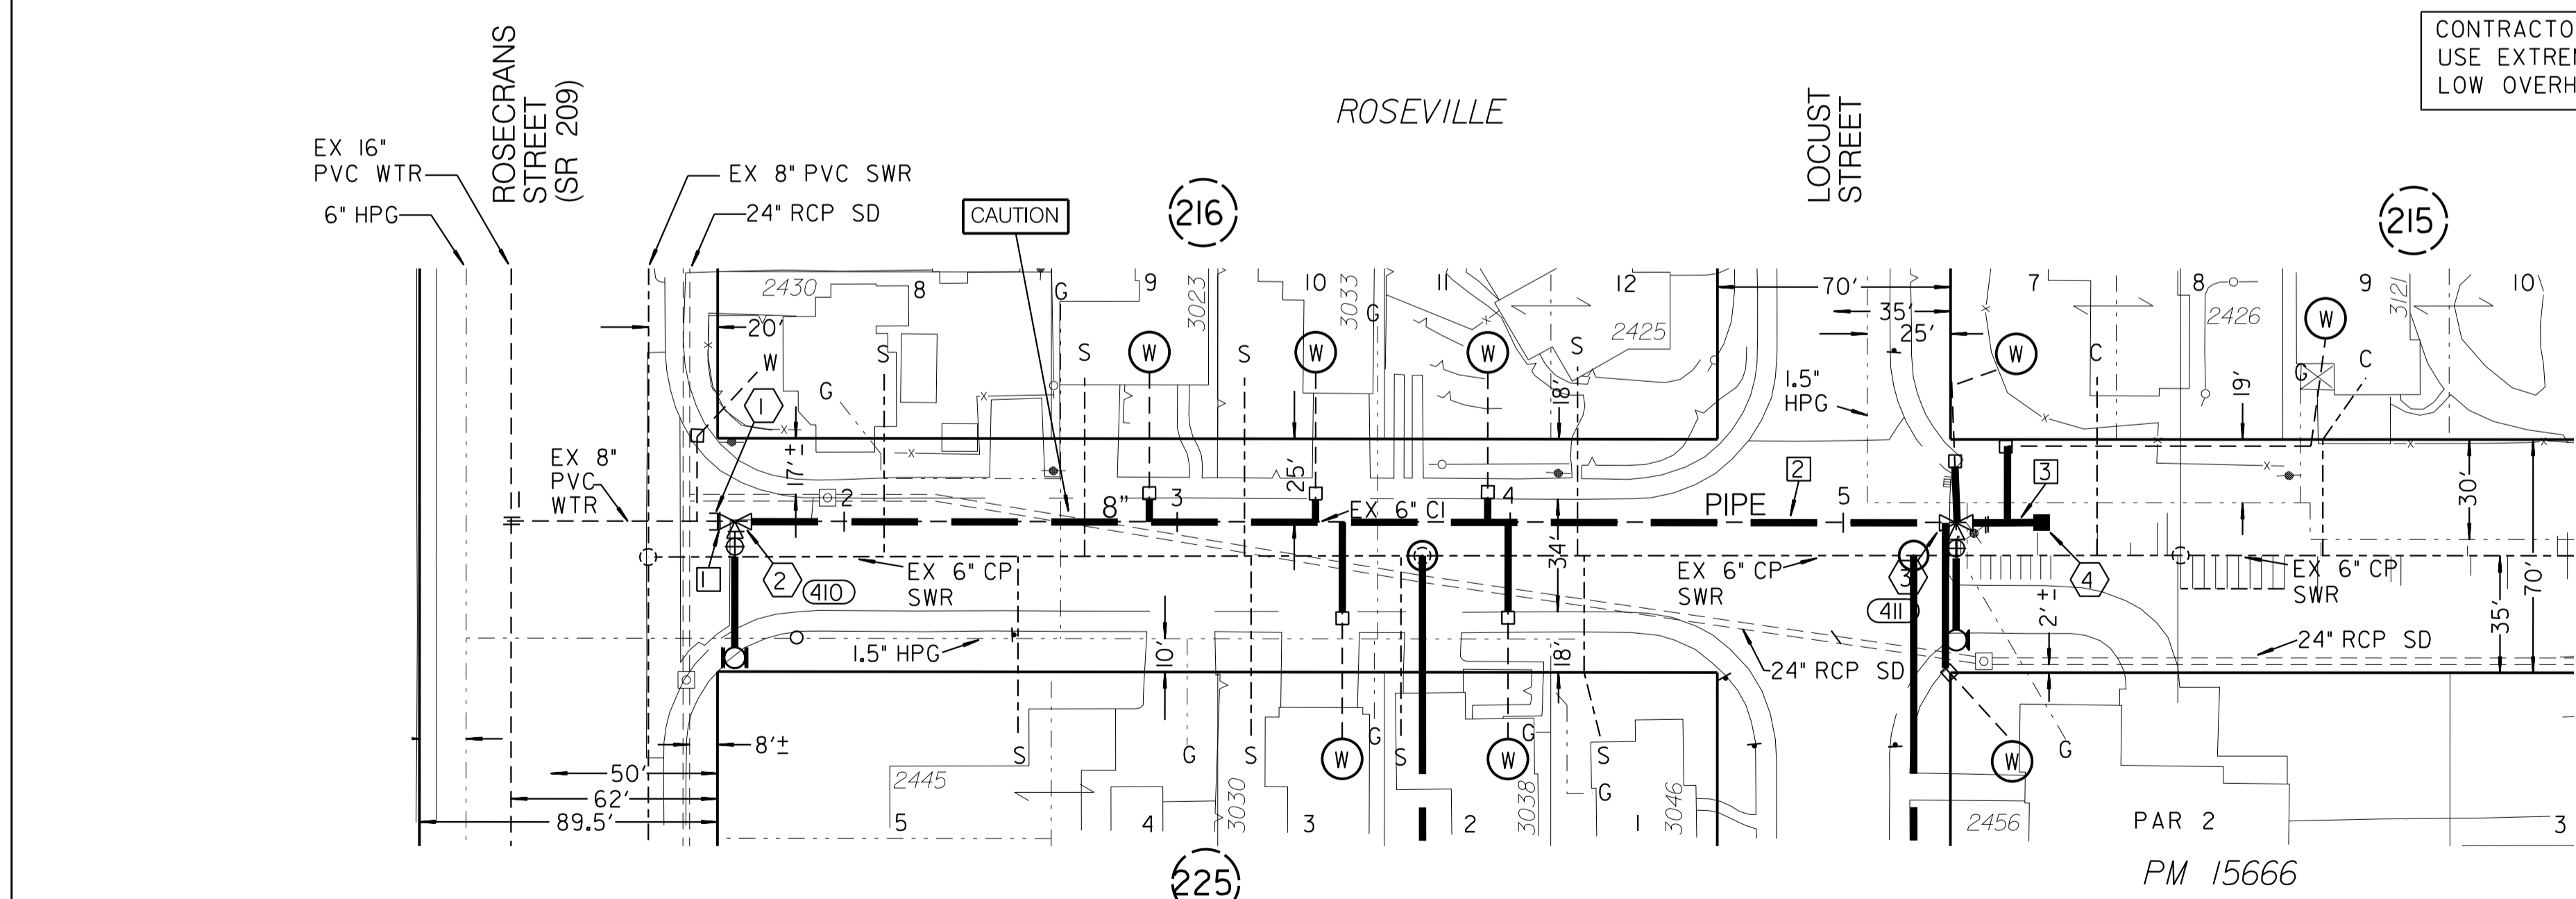 CONTRACTO
USE EXTREM
LOW OVERH
ROSECRANS
STREET
(SR 209)
ROSEVILLE
LOCUST
STREET
EX 16"
PVC WTR
6" HPG
EX 8" PVC SWR
24" RCP SD
CAUTION
216
215
2430
8
G
9
3023
10
3033
G
11
12
2425
70'
35'
25'
7
8
2426
9
3121
10
20'
W
G
S
S
W
S
W
W
S
18'
1.5"
HPG
W
C
G
C
W
19'
1
EX 8"
PVC
WTR
1
17'±
2
8"
3
25'
EX 6" CI
4
PIPE
2
5
3
30'
1
2
410
EX 6" CP
SWR
34'
EX 6" CP
SWR
3
411
4
2'±
EX 6" CP
SWR
35'
70'
1.5" HPG
10'
18'
24" RCP SD
24" RCP SD
8'±
50'
62'
89.5'
2445
S
G
S
W
G
S
W
G
S
G
W
G
5
4
3030
3
2
3038
1
3046
2456
PAR 2
3
225
PM 15666